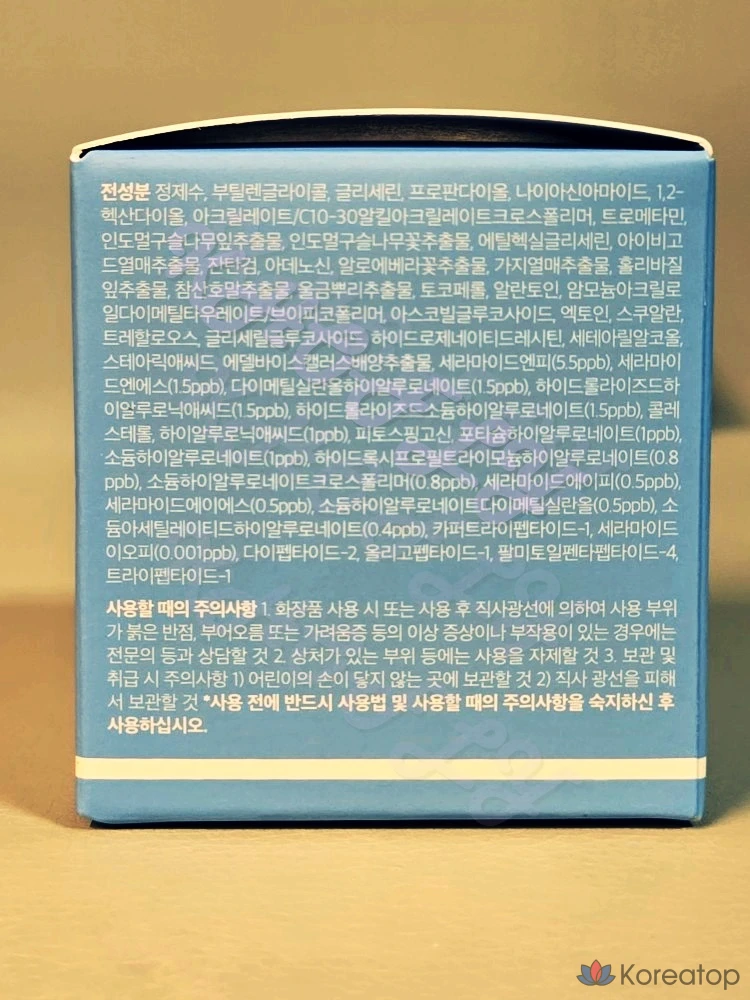 전성분 정제수, 부틸렌글라이콜, 글리세린, 프로판다이올, 나이아신아마이드, 1,2-
헥산다이올, 아크릴레이트/C10-30알킬아크릴레이트크로스폴리머, 트로메타민,
인도멀구슬나무잎추출물, 인도멀구슬나무꽃추출물, 에틸헥실글리세린, 아이비고
드열매추출물, 잔탄검, 아데노신, 알로에베라꽃추출물, 가지열매추출물, 홀리바질
잎추출물, 참산호말추출물, 울금뿌리추출물, 토코페롤, 알란토인, 암모늄아크릴로
일다이메틸타우레이트/브이피코폴리머, 아스코빌글루코사이드, 엑토인, 스쿠알란,
트레할로오스, 글리세릴글루코사이드, 하이드로제네이티드레시틴, 세테아릴알코올,
스테아릭애씨드, 에델바이스캘러스배양추출물, 세라마이드엔피(5.5ppb), 세라마이
드엔에스(1.5ppb), 다이메틸실란올하이알루로네이트(1.5ppb), 하이드롤라이즈드하
이알루로닉애씨드(1.5ppb), 하이드롤라이즈드소듐하이알루로네이트(1.5ppb), 콜레
스테롤, 하이알루로닉애씨드(1ppb), 피토스핑고신, 포타슘하이알루로네이트(1ppb),
소듐하이알루로네이트(1ppb), 하이드록시프로필트라이모늄하이알루로네이트(0.8
ppb), 소듐하이알루로네이트크로스폴리머(0.8ppb), 세라마이드에이피(0.5ppb),
세라마이드에이에스(0.5ppb), 소듐하이알루로네이트다이메틸실란올(0.5ppb), 소
듐아세틸레이티드하이알루로네이트(0.4ppb), 카퍼트라이펩타이드-1, 세라마이드
이오피(0.001ppb), 다이펩타이드-2, 올리고펩타이드-1, 팔미토일펜타펩타이드-4,
트라이펩타이드-1
사용할 때의 주의사항 1. 화장품 사용 시 또는 사용 후 직사광선에 의하여 사용 부위
가 붉은 반점, 부어오름 또는 가려움증 등의 이상 증상이나 부작용이 있는 경우에는
전문의 등과 상담할 것 2. 상처가 있는 부위 등에는 사용을 자제할 것 3. 보관 및
취급 시 주의사항 1) 어린이의 손이 닿지 않는 곳에 보관할 것 2) 직사 광선을 피해
서 보관할 것 *사용 전에 반드시 사용법 및 사용할 때의 주의사항을 숙지하신 후
사용하십시오.
Koreatop